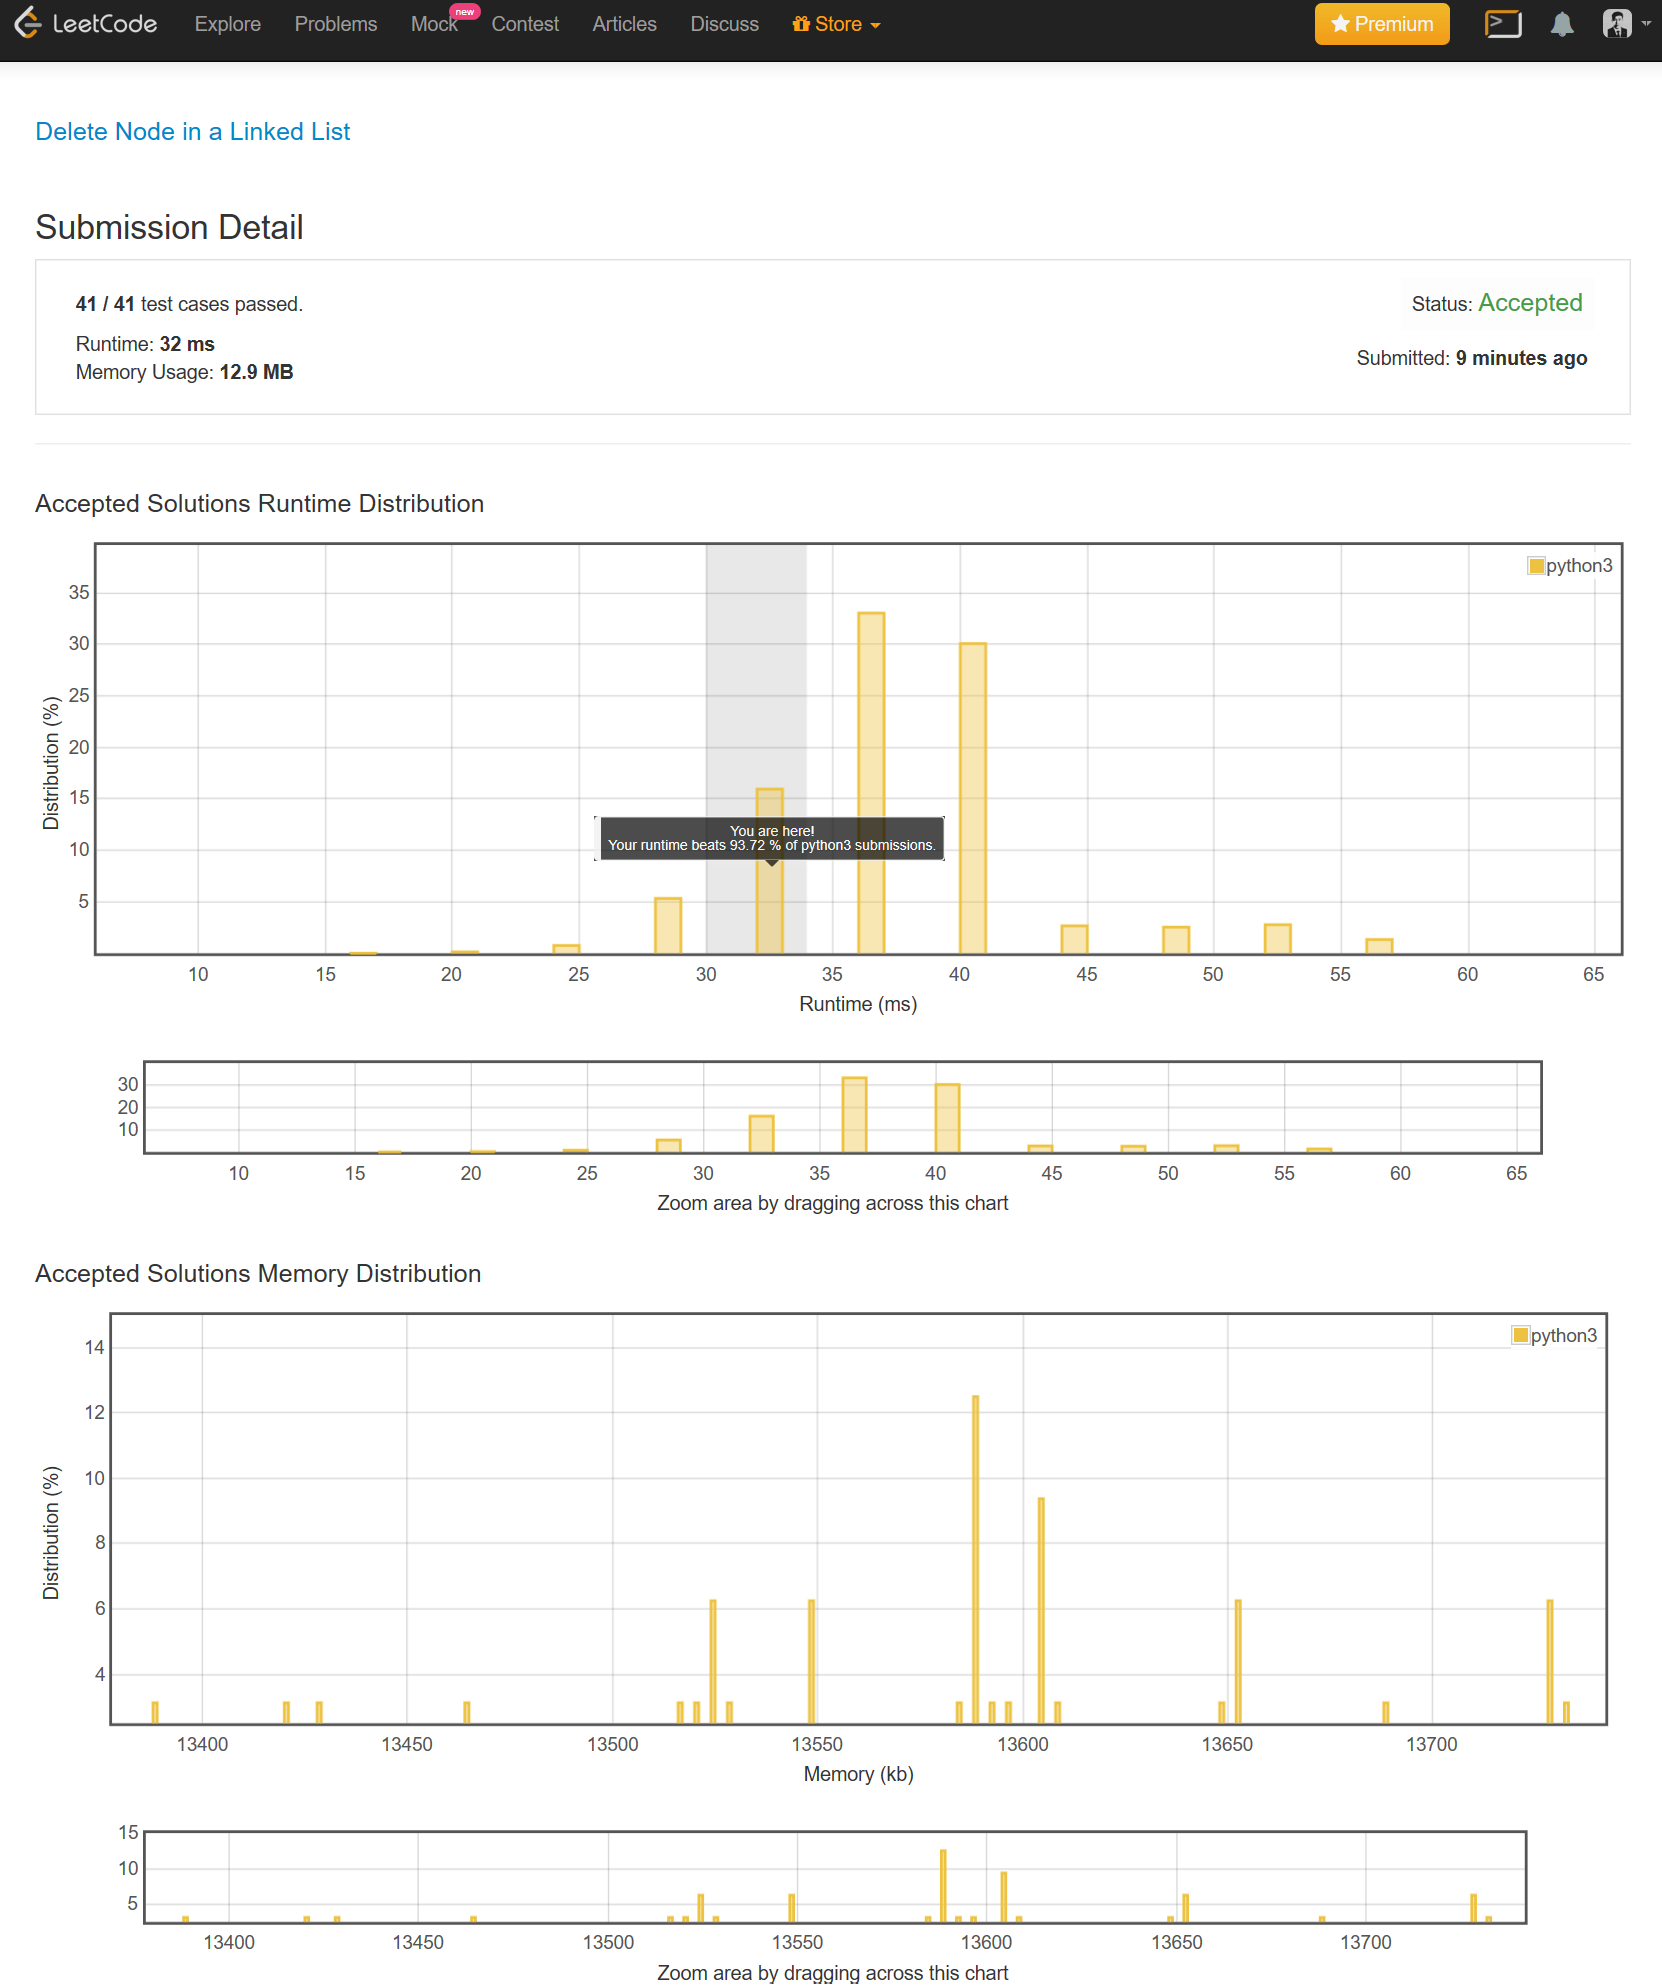 LeetCode Explore Problems Mock new Contest Articles Discuss Store Premium
Delete Node in a Linked List
Submission Detail
41 / 41 test cases passed.
Status: Accepted
Runtime: 32 ms
Submitted: 9 minutes ago
Memory Usage: 12.9 MB
Accepted Solutions Runtime Distribution
python3
35
30
25
20
15
10
5
Distribution (%)
You are here!
Your runtime beats 93.72 % of python3 submissions.
10 15 20 25 30 35 40 45 50 55 60 65
Runtime (ms)
30
20
10
10 15 20 25 30 35 40 45 50 55 60 65
Zoom area by dragging across this chart
Accepted Solutions Memory Distribution
python3
14
12
10
8
6
4
Distribution (%)
13400 13450 13500 13550 13600 13650 13700
Memory (kb)
15
10
5
13400 13450 13500 13550 13600 13650 13700
Zoom area by dragging across this chart